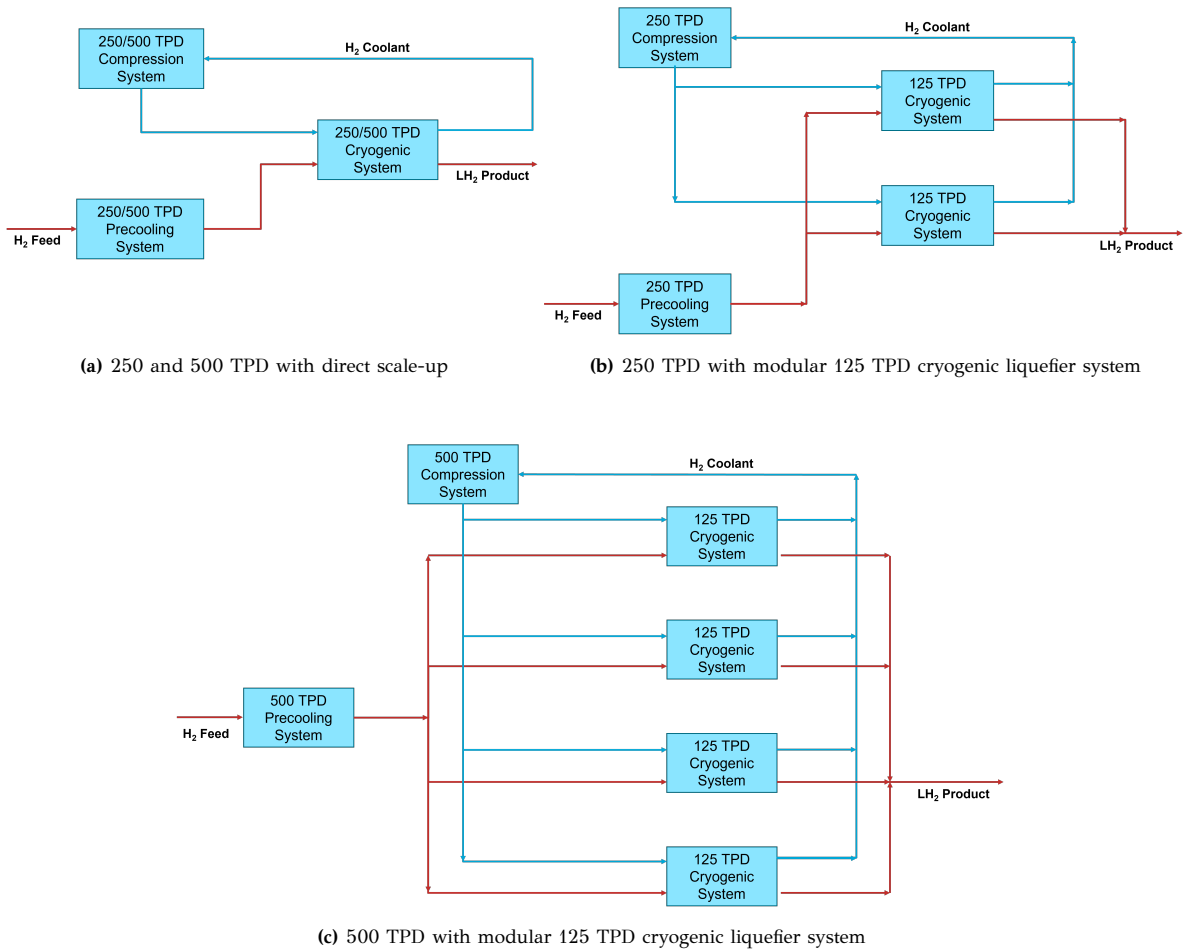 250/500 TPD
Compression
System
H₂ Coolant
250/500 TPD
Cryogenic
System
LH₂ Product
250/500 TPD
Precooling
System
H₂ Feed
(a) 250 and 500 TPD with direct scale-up
250 TPD
Compression
System
H₂ Coolant
125 TPD
Cryogenic
System
125 TPD
Cryogenic
System
LH₂ Product
250 TPD
Precooling
System
H₂ Feed
(b) 250 TPD with modular 125 TPD cryogenic liquefier system
500 TPD
Compression
System
H₂ Coolant
125 TPD
Cryogenic
System
125 TPD
Cryogenic
System
500 TPD
Precooling
System
H₂ Feed
125 TPD
Cryogenic
System
LH₂ Product
125 TPD
Cryogenic
System
(c) 500 TPD with modular 125 TPD cryogenic liquefier system